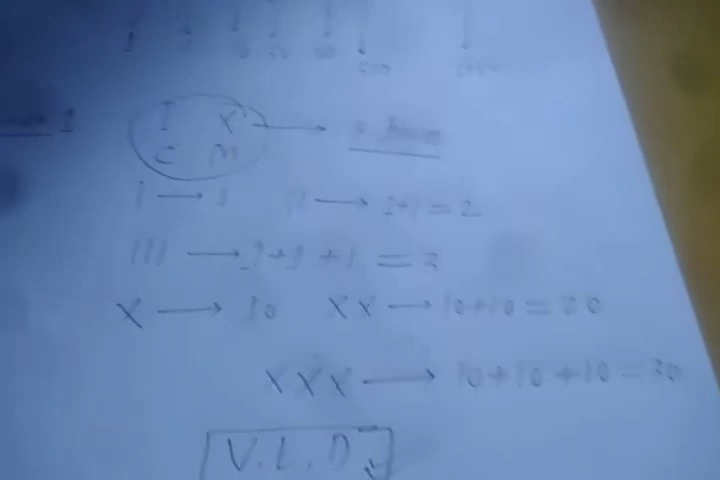 I
I X
C M
I → 1 II → 1+1=2
III → 1+1+1=3
X → 10 XX → 10+10=20
XXX → 10+10+10=30
V.L.D